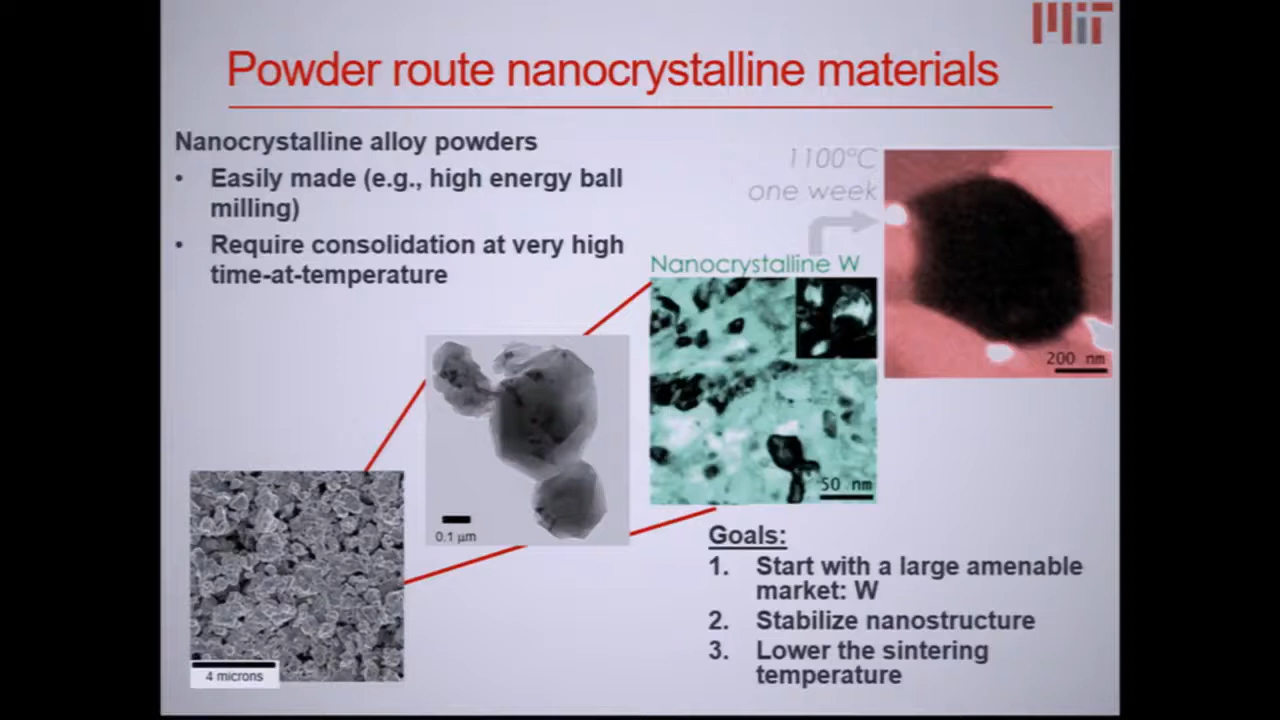 MIT
Powder route nanocrystalline materials
Nanocrystalline alloy powders
• Easily made (e.g., high energy ball
milling)
• Require consolidation at very high
time-at-temperature
1100°C
one week
Nanocrystalline W
200 nm
50 nm
0.1 µm
4 microns
Goals:
1. Start with a large amenable
market: W
2. Stabilize nanostructure
3. Lower the sintering
temperature